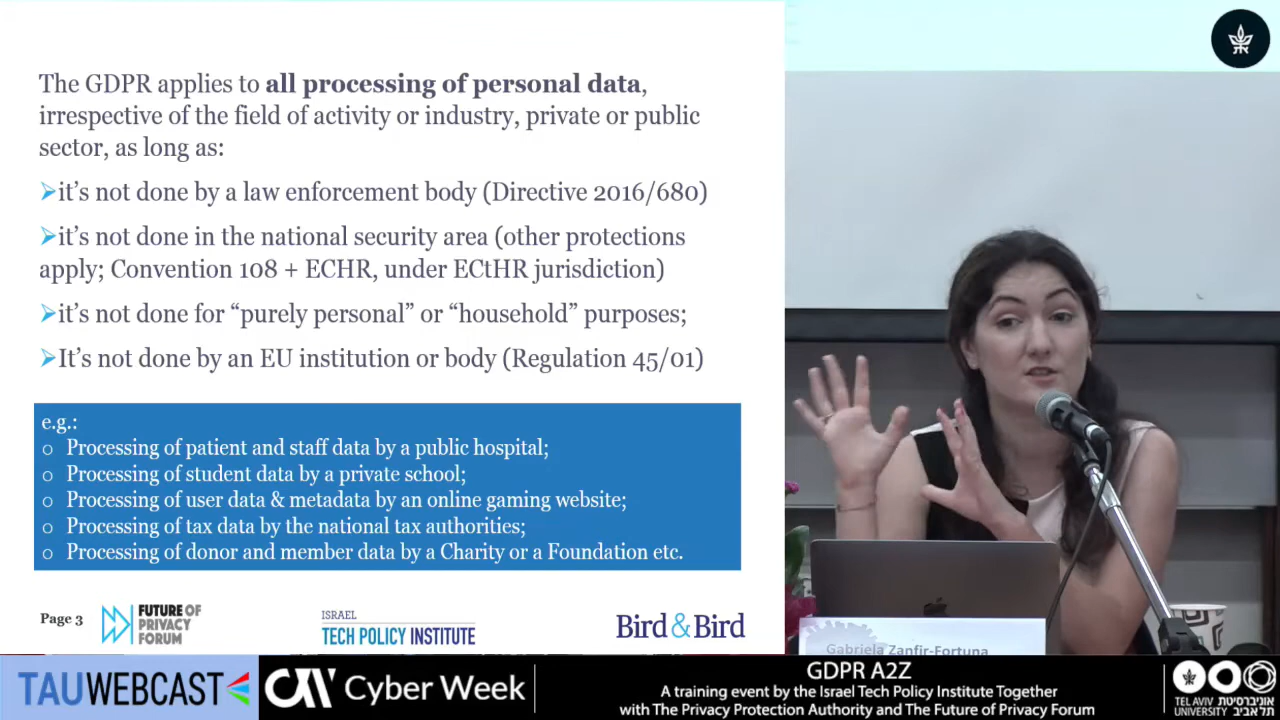 The GDPR applies to all processing of personal data,
irrespective of the field of activity or industry, private or public
sector, as long as:
➢it’s not done by a law enforcement body (Directive 2016/680)
➢it’s not done in the national security area (other protections
apply; Convention 108 + ECHR, under ECtHR jurisdiction)
➢it’s not done for “purely personal” or “household” purposes;
➢It’s not done by an EU institution or body (Regulation 45/01)
e.g.:
o Processing of patient and staff data by a public hospital;
o Processing of student data by a private school;
o Processing of user data & metadata by an online gaming website;
o Processing of tax data by the national tax authorities;
o Processing of donor and member data by a Charity or a Foundation etc.
Page 3
FUTURE OF
PRIVACY
FORUM
ISRAEL
TECH POLICY INSTITUTE
Bird&Bird
Gabriela Zanfir-Fortuna
TAUWEBCAST
Cyber Week
GDPR A2Z
A training event by the Israel Tech Policy Institute Together
with The Privacy Protection Authority and The Future of Privacy Forum
TEL AVIV אוניברסיטת
UNIVERSITY תל אביב